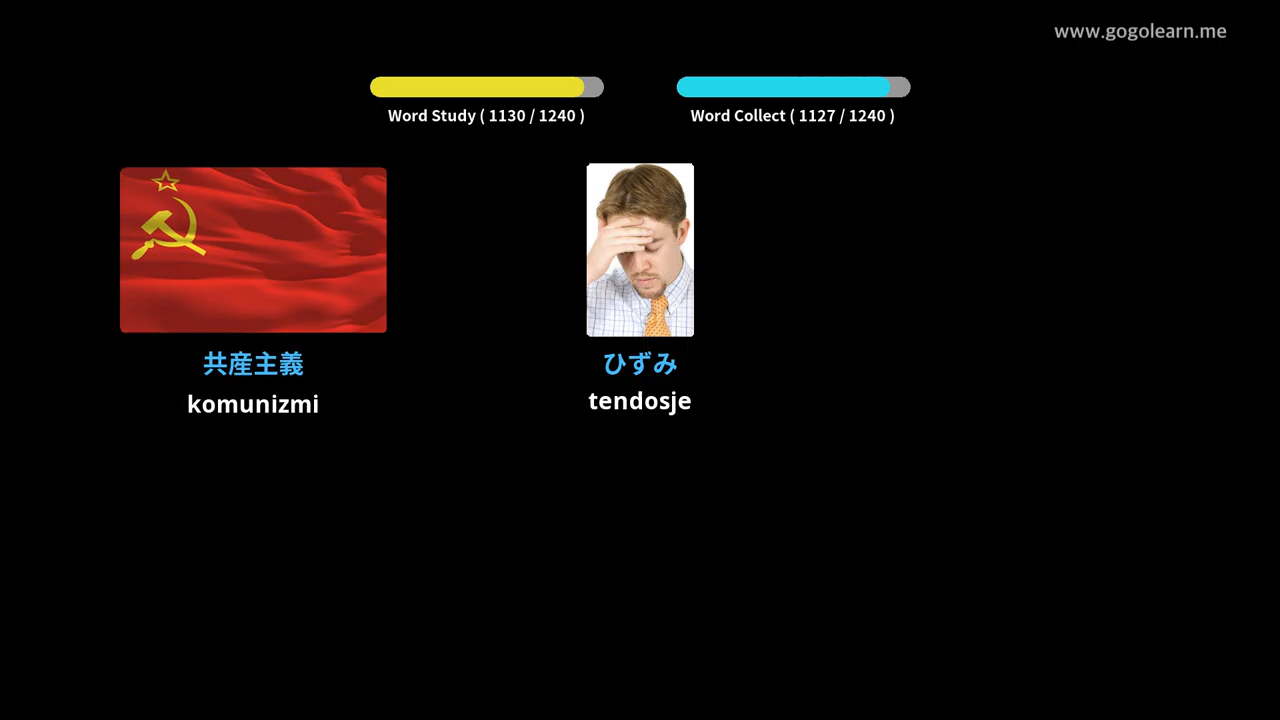 www.gogolearn.me
Word Study ( 1130 / 1240 )
Word Collect ( 1127 / 1240 )
共産主義
komunizmi
ひずみ
tendosje